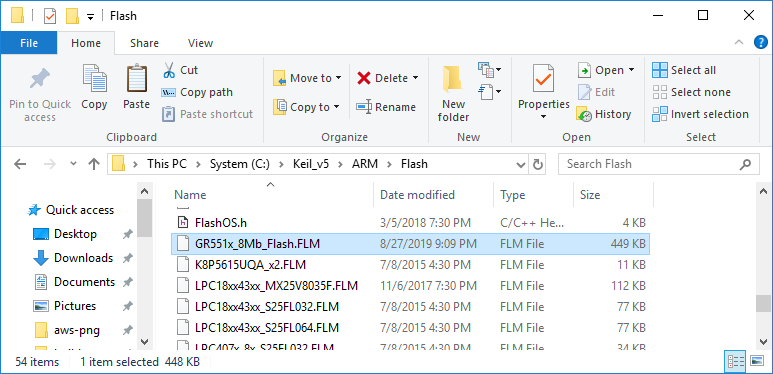 Flash
File Home Share View
Pin to Quick access
Copy
Paste
Cut
Copy path
Paste shortcut
Clipboard
Move to
Copy to
Delete
Rename
Organize
New folder
New
Properties
Open
Edit
History
Open
Select all
Select none
Invert selection
Select
This PC System (C:) Keil_v5 ARM Flash
Search Flash
Name Date modified Type Size
Quick access
Desktop
Downloads
Documents
Pictures
aws-png
FlashOS.h 3/5/2018 7:30 PM C/C++ He... 4 KB
GR551x_8Mb_Flash.FLM 8/27/2019 9:09 PM FLM File 449 KB
K8P5615UQA_x2.FLM 7/8/2015 4:30 PM FLM File 11 KB
LPC18xx43xx_MX25V8035F.FLM 11/6/2017 7:30 PM FLM File 112 KB
LPC18xx43xx_S25FL032.FLM 7/8/2015 4:30 PM FLM File 77 KB
LPC18xx43xx_S25FL064.FLM 7/8/2015 4:30 PM FLM File 77 KB
LPC407x_8x_S25FL032.FLM 7/8/2015 4:30 PM FLM File 34 KB
54 items 1 item selected 448 KB